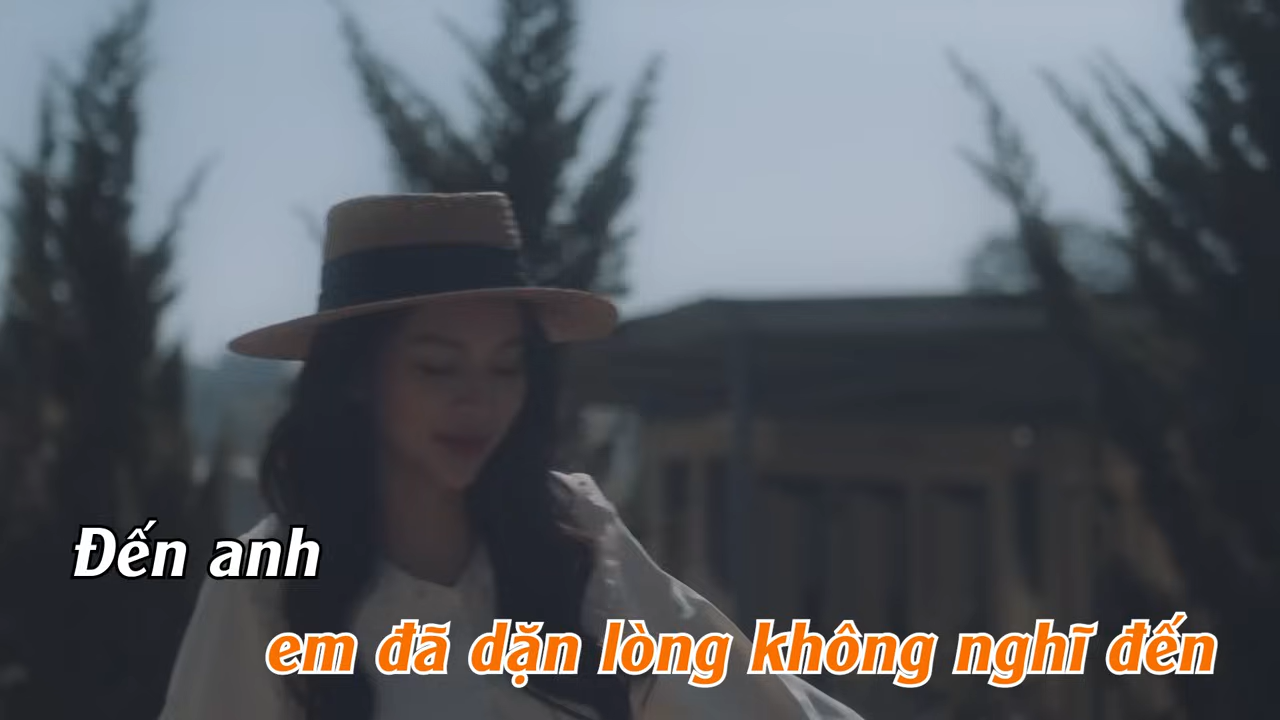 Đến anh
em đã dặn lòng không nghĩ đến